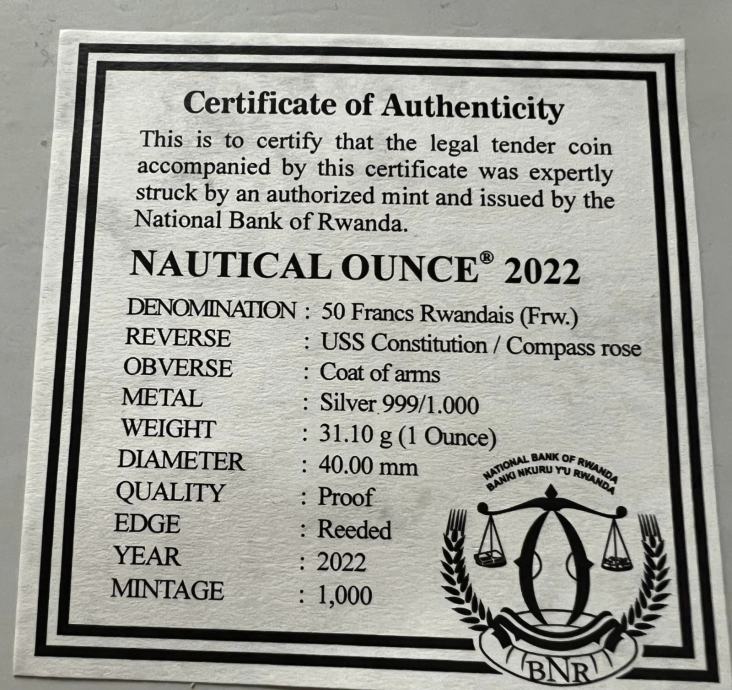 Certificate of Authenticity
This is to certify that the legal tender coin
accompanied by this certificate was expertly
struck by an authorized mint and issued by the
National Bank of Rwanda.
NAUTICAL OUNCE® 2022
DENOMINATION : 50 Francs Rwandais (Frw.)
REVERSE : USS Constitution / Compass rose
OBVERSE : Coat of arms
METAL : Silver 999/1.000
WEIGHT : 31.10 g (1 Ounce)
DIAMETER : 40.00 mm
QUALITY : Proof
EDGE : Reeded
YEAR : 2022
MINTAGE : 1,000
NATIONAL BANK OF RWANDA
BANKI NKURU Y'U RWANDA
BNR